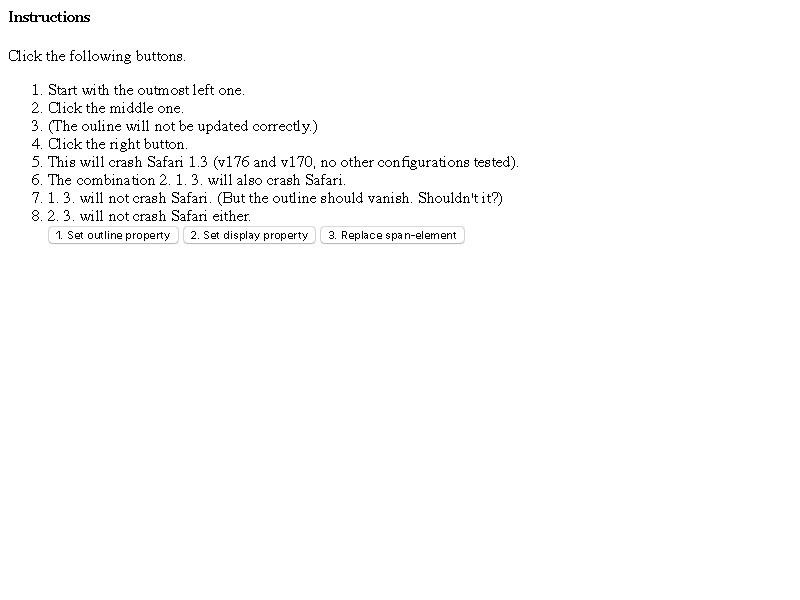 Instructions
Click the following buttons.
1. Start with the outmost left one.
2. Click the middle one.
3. (The ouline will not be updated correctly.)
4. Click the right button.
5. This will crash Safari 1.3 (v176 and v170, no other configurations tested).
6. The combination 2. 1. 3. will also crash Safari.
7. 1. 3. will not crash Safari. (But the outline should vanish. Shouldn't it?)
8. 2. 3. will not crash Safari either.
1. Set outline property 2. Set display property 3. Replace span-element